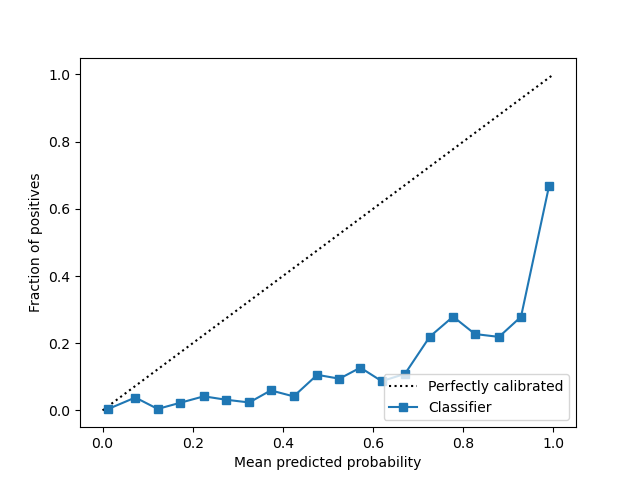 1.0
0.8
0.6
0.4
0.2
0.0
Fraction of positives
Perfectly calibrated
Classifier
0.0 0.2 0.4 0.6 0.8 1.0
Mean predicted probability